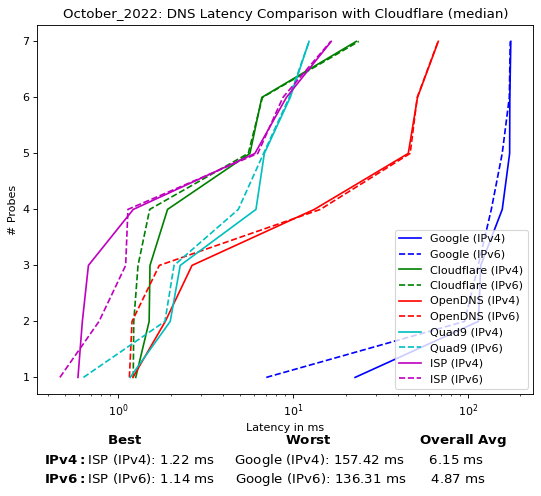 October_2022: DNS Latency Comparison with Cloudflare (median)
# Probes
7
6
5
4
3
2
1
Google (IPv4)
Google (IPv6)
Cloudflare (IPv4)
Cloudflare (IPv6)
OpenDNS (IPv4)
OpenDNS (IPv6)
Quad9 (IPv4)
Quad9 (IPv6)
ISP (IPv4)
ISP (IPv6)
10⁰ 10¹ 10²
Latency in ms
Best Worst Overall Avg
IPv4: ISP (IPv4): 1.22 ms Google (IPv4): 157.42 ms 6.15 ms
IPv6: ISP (IPv6): 1.14 ms Google (IPv6): 136.31 ms 4.87 ms